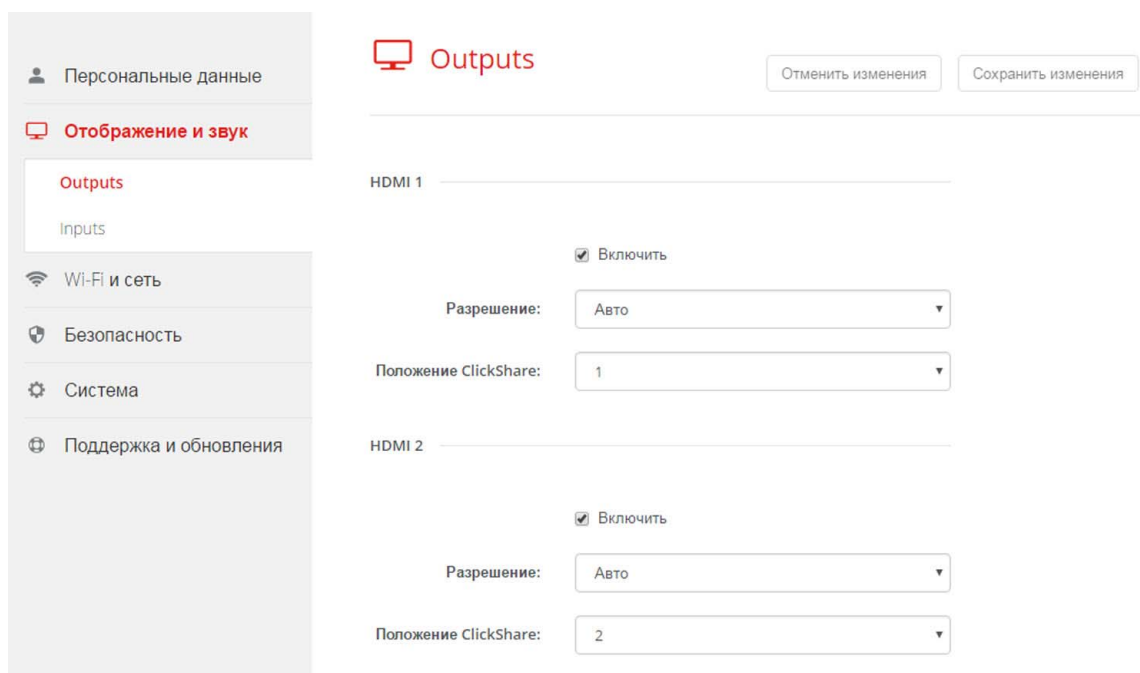 Персональные данные
Отображение и звук
Outputs
Inputs
Wi-Fi и сеть
Безопасность
Система
Поддержка и обновления
Outputs
Отменить изменения
Сохранить изменения
HDMI 1
Включить
Разрешение: Авто
Положение ClickShare: 1
HDMI 2
Включить
Разрешение: Авто
Положение ClickShare: 2